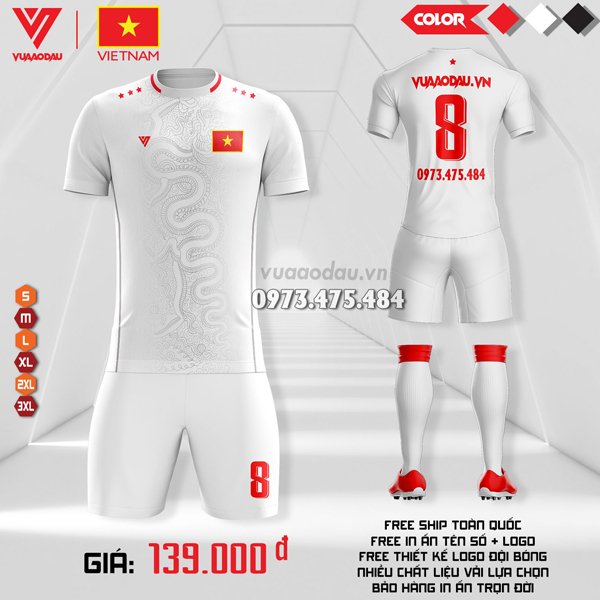 VUAAODAU
VIETNAM
COLOR
VUAAODAU.VN
8
0973.475.484
vuaaodau.vn
0973.475.484
S
M
L
XL
2XL
3XL
8
GIÁ: 139.000 đ
FREE SHIP TOÀN QUỐC
FREE IN ẤN TÊN SỐ + LOGO
FREE THIẾT KẾ LOGO ĐỘI BÓNG
NHIỀU CHẤT LIỆU VẢI LỰA CHỌN
BẢO HÀNG IN ẤN TRỌN ĐỜI